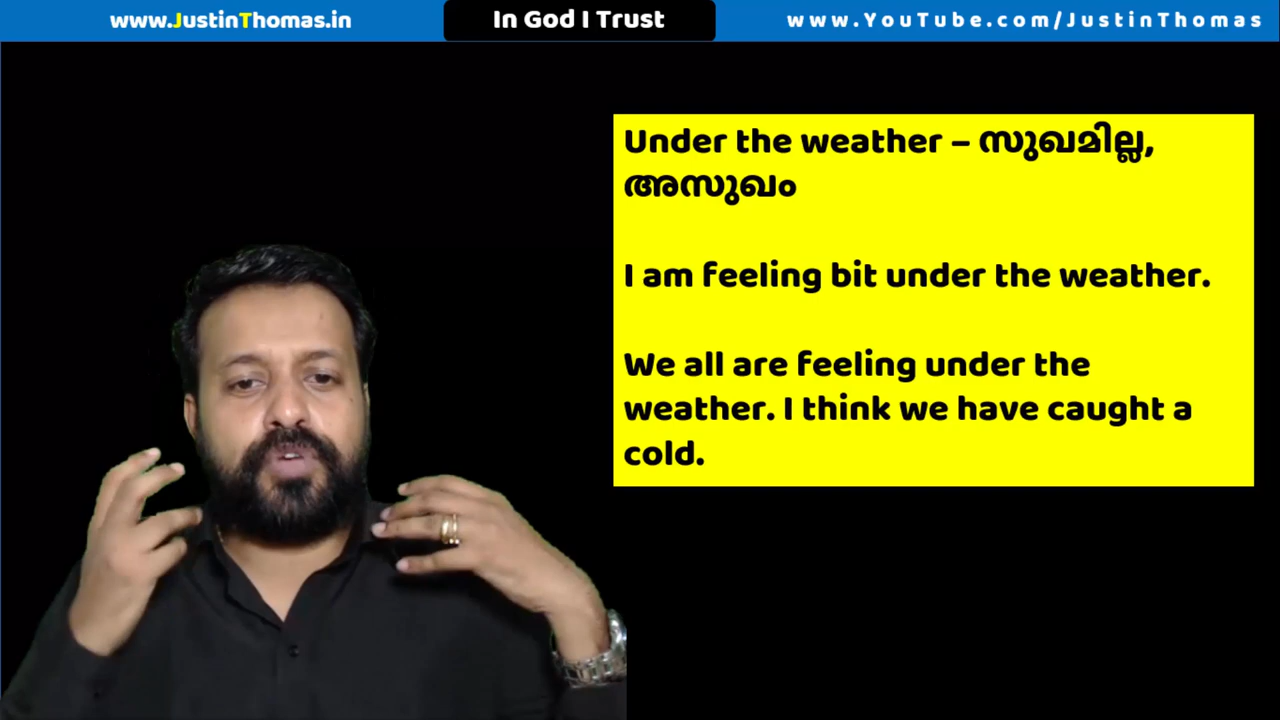 www.JustinThomas.in
In God I Trust
www.YouTube.com/JustinThomas
Under the weather – സുഖമില്ല,
അസുഖം
I am feeling bit under the weather.
We all are feeling under the
weather. I think we have caught a
cold.